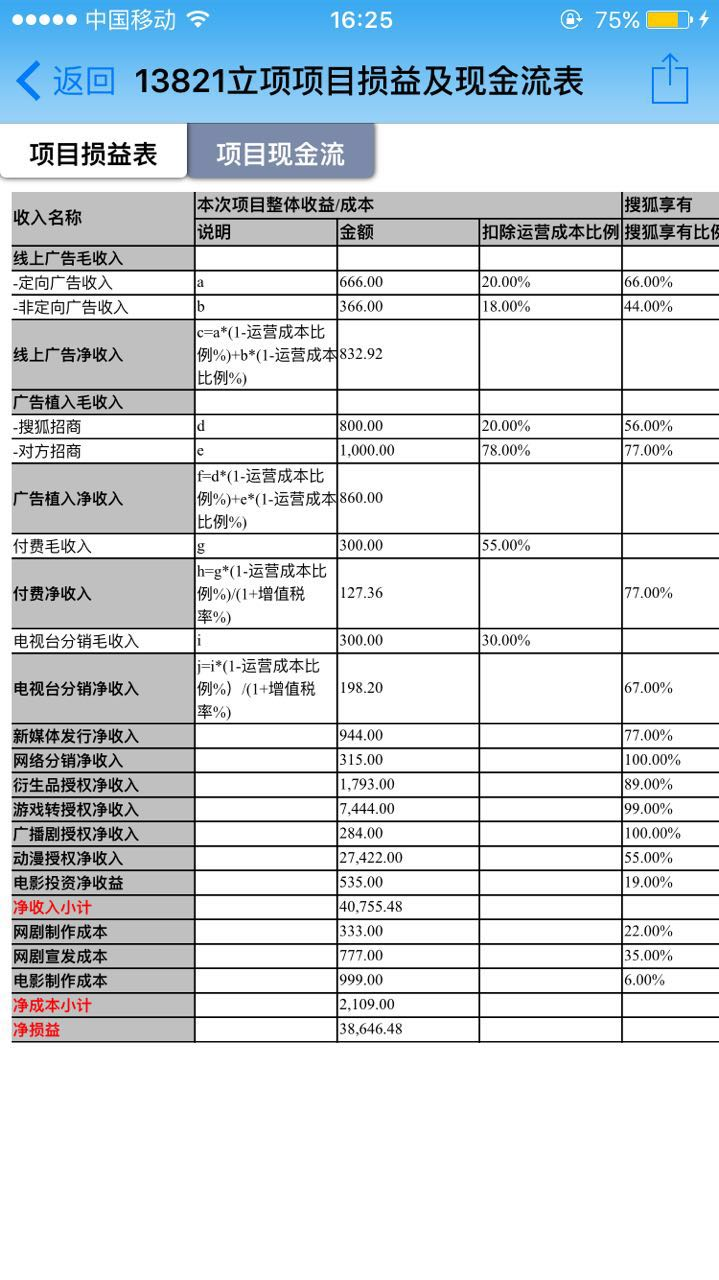 中国移动 16:25 75%
返回 13821立项项目损益及现金流表
项目损益表 项目现金流
收入名称 本次项目整体收益/成本 搜狐享有
说明 金额 扣除运营成本比例 搜狐享有比例
线上广告毛收入
-定向广告收入 a 666.00 20.00% 66.00%
-非定向广告收入 b 366.00 18.00% 44.00%
线上广告净收入 c=a*(1-运营成本比
例%)+b*(1-运营成本 832.92
比例%)
广告植入毛收入
-搜狐招商 d 800.00 20.00% 56.00%
-对方招商 e 1,000.00 78.00% 77.00%
广告植入净收入 f=d*(1-运营成本比
例%)+e*(1-运营成本 860.00
比例%)
付费毛收入 g 300.00 55.00%
付费净收入 h=g*(1-运营成本比
例%)/(1+增值税 127.36 77.00%
率%)
电视台分销毛收入 i 300.00 30.00%
电视台分销净收入 j=i*(1-运营成本比
例%）/(1+增值税 198.20 67.00%
率%)
新媒体发行净收入 944.00 77.00%
网络分销净收入 315.00 100.00%
衍生品授权净收入 1,793.00 89.00%
游戏转授权净收入 7,444.00 99.00%
广播剧授权净收入 284.00 100.00%
动漫授权净收入 27,422.00 55.00%
电影投资净收益 535.00 19.00%
净收入小计 40,755.48
网剧制作成本 333.00 22.00%
网剧宣发成本 777.00 35.00%
电影制作成本 999.00 6.00%
净成本小计 2,109.00
净损益 38,646.48